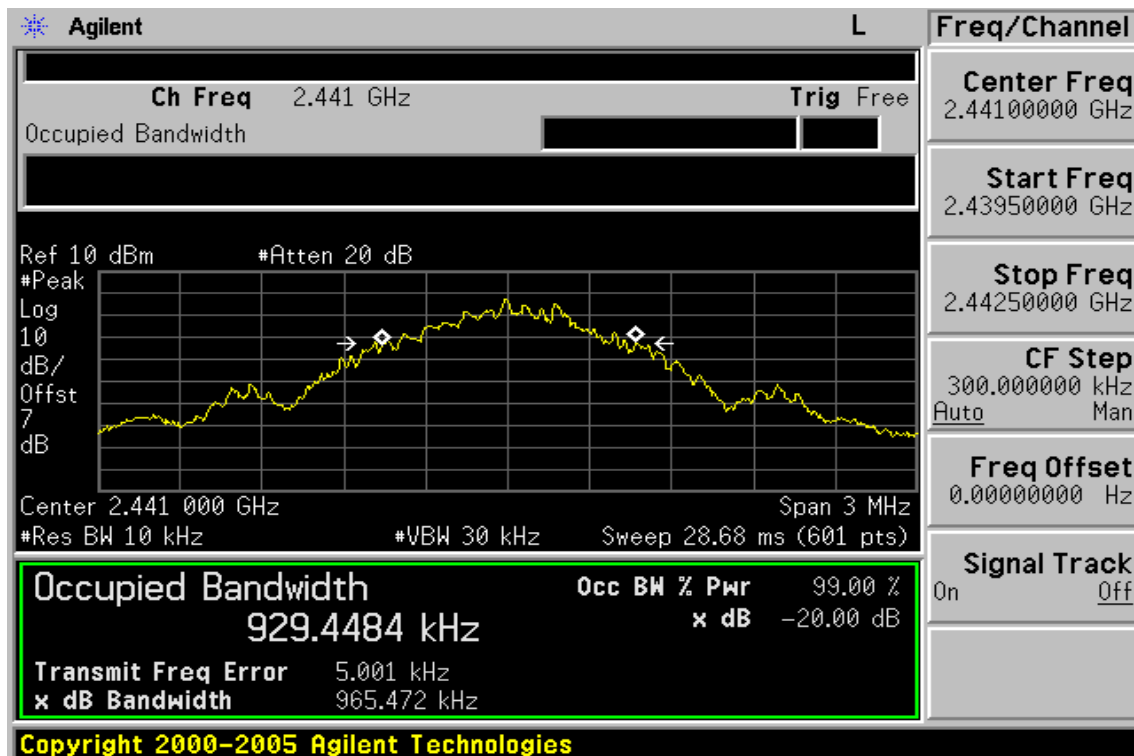 Agilent L Freq/Channel
Ch Freq 2.441 GHz Trig Free
Occupied Bandwidth
Center Freq
2.44100000 GHz
Start Freq
2.43950000 GHz
Stop Freq
2.44250000 GHz
CF Step
300.000000 kHz
Auto Man
Freq Offset
0.00000000 Hz
Signal Track
On Off
Ref 10 dBm #Atten 20 dB
#Peak
Log
10
dB/
Offst
7
dB
Center 2.441 000 GHz Span 3 MHz
#Res BW 10 kHz #VBW 30 kHz Sweep 28.68 ms (601 pts)
Occupied Bandwidth Occ BW % Pwr 99.00 %
929.4484 kHz x dB -20.00 dB
Transmit Freq Error 5.001 kHz
x dB Bandwidth 965.472 kHz
Copyright 2000-2005 Agilent Technologies